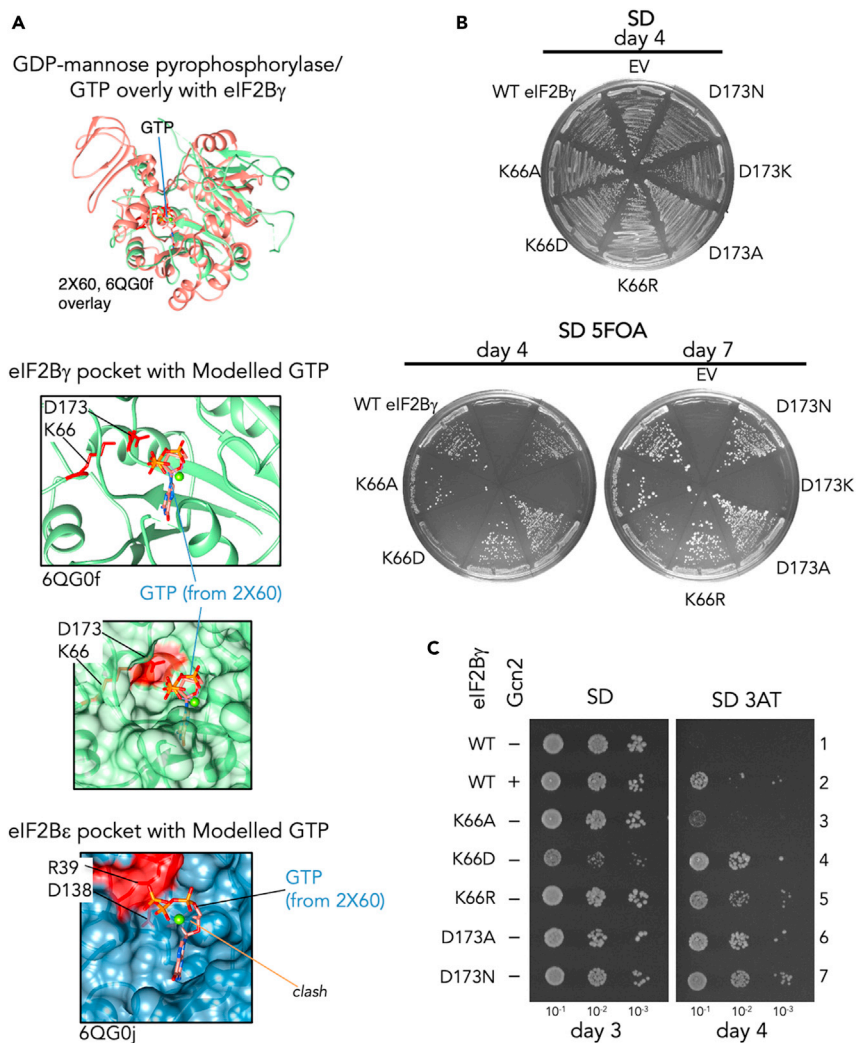 A
GDP-mannose pyrophosphorylase/
GTP overly with eIF2Bγ
GTP
2X60, 6QG0f
overlay
eIF2Bγ pocket with Modelled GTP
D173
K66
6QG0f
GTP (from 2X60)
D173
K66
eIF2Bε pocket with Modelled GTP
R39
D138
GTP
(from 2X60)
clash
6QG0j
B
SD
day 4
EV
WT eIF2Bγ
D173N
K66A
D173K
K66D
D173A
K66R
SD 5FOA
day 4
day 7
EV
WT eIF2Bγ
D173N
K66A
D173K
K66D
D173A
K66R
C
eIF2Bγ
Gcn2
SD
SD 3AT
WT − 1
WT + 2
K66A − 3
K66D − 4
K66R − 5
D173A − 6
D173N − 7
10⁻¹ 10⁻² 10⁻³ 10⁻¹ 10⁻² 10⁻³
day 3 day 4